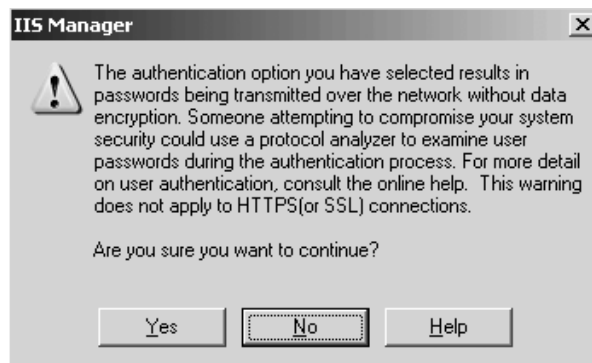 IIS Manager
The authentication option you have selected results in
passwords being transmitted over the network without data
encryption. Someone attempting to compromise your system
security could use a protocol analyzer to examine user
passwords during the authentication process. For more detail
on user authentication, consult the online help.  This warning
does not apply to HTTPS(or SSL) connections.
Are you sure you want to continue?
Yes No Help